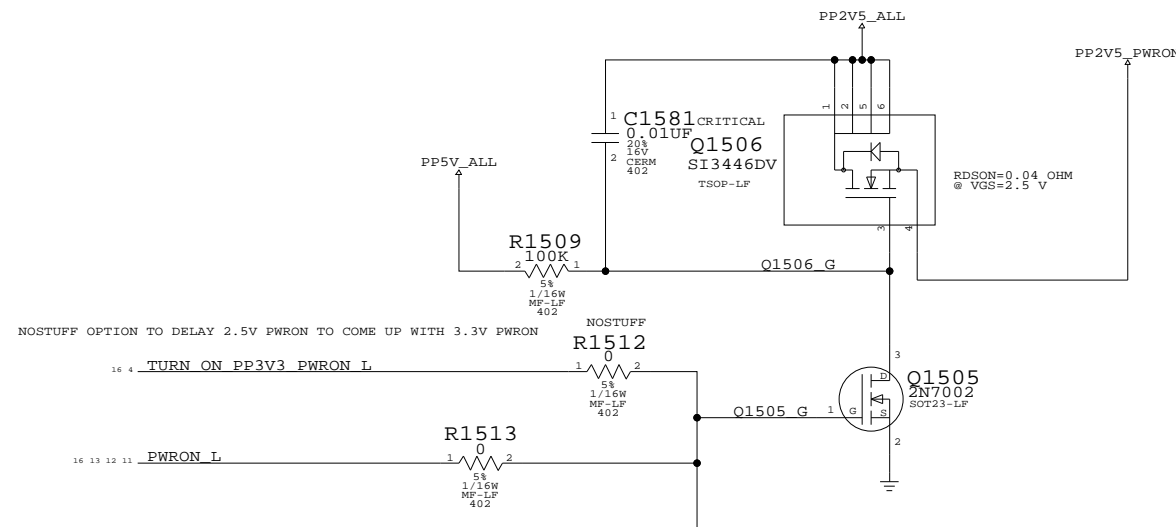 PP2V5_ALL
PP2V5_PWRON
1 2 5 6
1
C1581
CRITICAL
0.01UF
20%
16V
CERM
402
2
Q1506
SI3446DV
TSOP-LF
RDSON=0.04 OHM
@ VGS=2.5 V
3 4
PP5V_ALL
R1509
100K
2 1
5%
1/16W
MF-LF
402
Q1506_G
NOSTUFF OPTION TO DELAY 2.5V PWRON TO COME UP WITH 3.3V PWRON
NOSTUFF
R1512
0
16 4 TURN_ON_PP3V3_PWRON_L
1 2
5%
1/16W
MF-LF
402
3
D
Q1505
2N7002
SOT23-LF
Q1505_G
1 G
S
2
R1513
0
16 13 12 11 PWRON_L
1 2
5%
1/16W
MF-LF
402